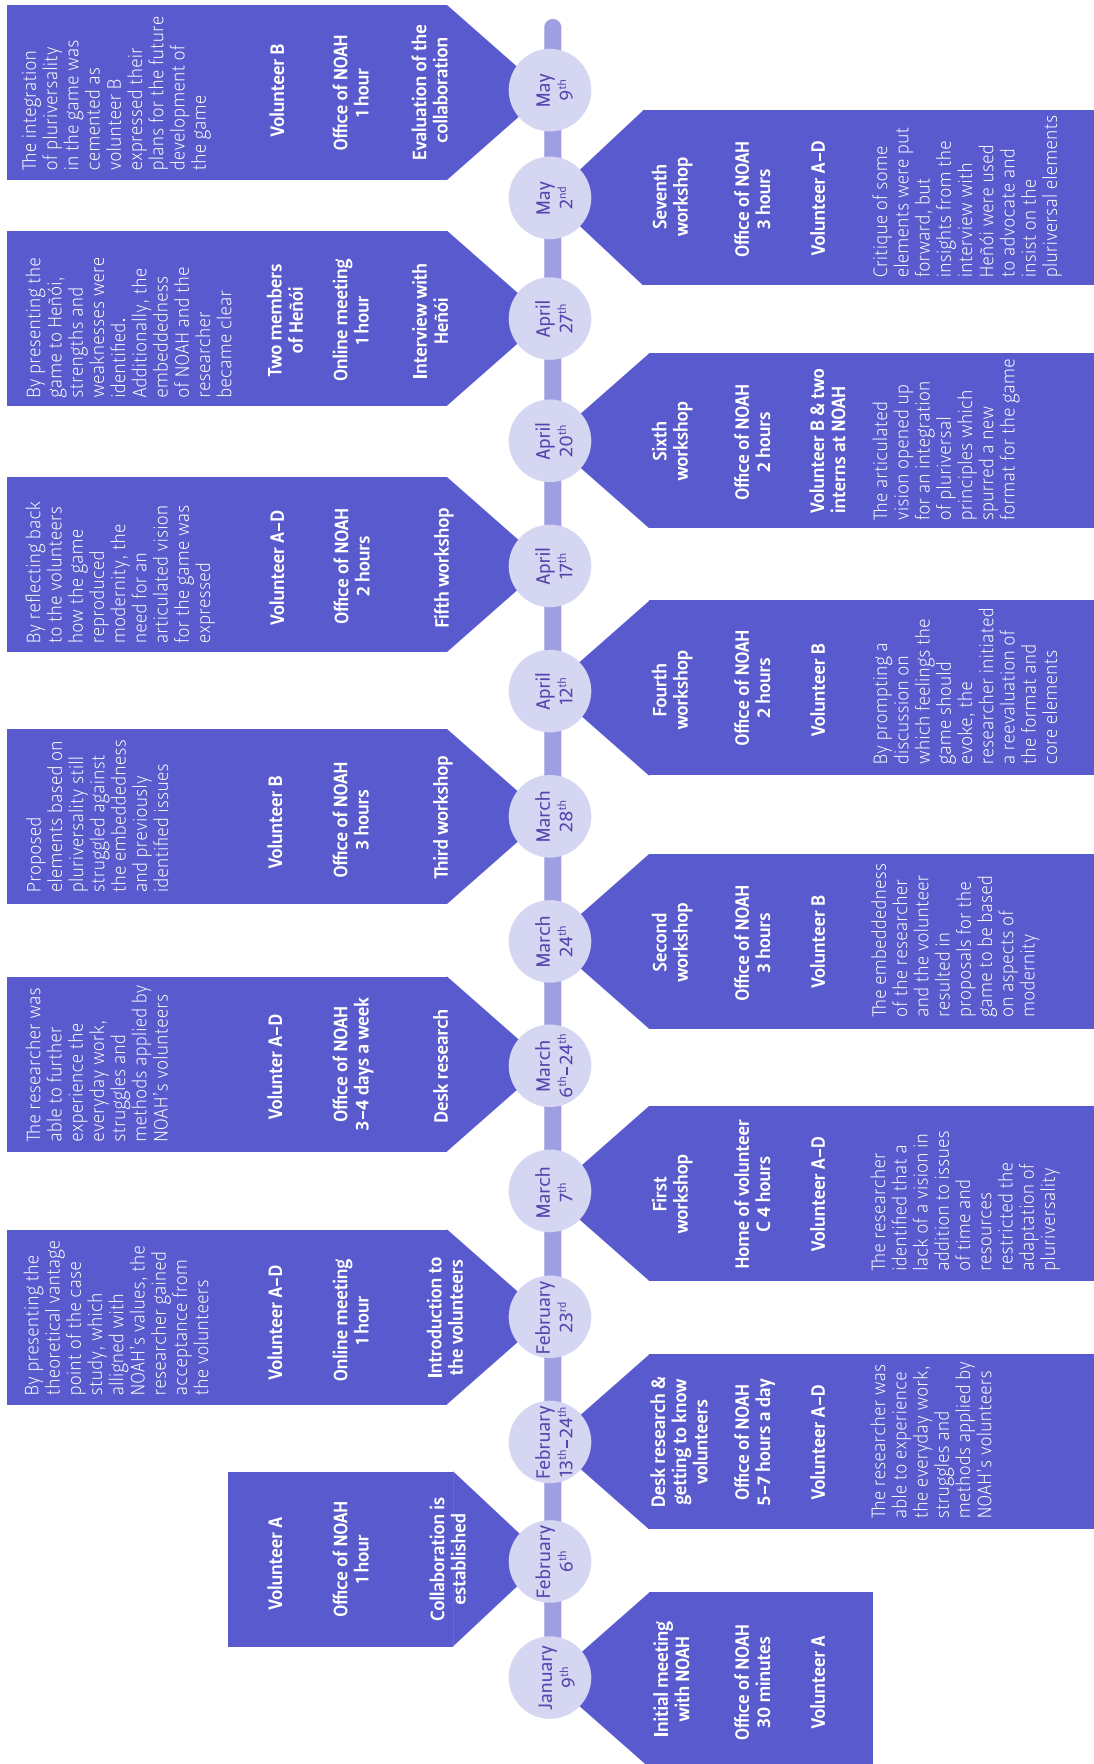 January
9th
Initial meeting
with NOAH
Office of NOAH
30 minutes
Volunteer A
February
6th
Volunteer A
Office of NOAH
1 hour
Collaboration is
established
February
13th–24th
Desk research &
getting to know
volunteers
Office of NOAH
5–7 hours a day
Volunteer A–D
The researcher was
able to experience
the everyday work,
struggles and
methods applied by
NOAH's volunteers
February
23rd
By presenting the
theoretical vantage
point of the case
study, which
alligned with
NOAH's values, the
researcher gained
acceptance from
the volunteers
Volunteer A–D
Online meeting
1 hour
Introduction to
the volunteers
March
7th
First
workshop
Home of volunteer
C 4 hours
Volunteer A–D
The researcher
identified that a
lack of a vision in
addition to issues
of time and
resources
restricted the
adaptation of
pluriversality
March
6th–24th
The researcher was
able to further
experience the
everyday work,
struggles and
methods applied by
NOAH's volunteers
Volunter A–D
Office of NOAH
3–4 days a week
Desk research
March
24th
Second
workshop
Office of NOAH
3 hours
Volunteer B
The embeddedness
of the researcher
and the volunteer
resulted in
proposals for the
game to be based
on aspects of
modernity
March
28th
Proposed
elements based on
pluriversality still
struggled against
the embeddedness
and previously
identified issues
Volunteer B
Office of NOAH
3 hours
Third workshop
April
12th
Fourth
workshop
Office of NOAH
2 hours
Volunteer B
By prompting a
discussion on
which feelings the
game should
evoke, the
researcher initiated
a reevaluation of
the format and
core elements
April
17th
By reflecting back
to the volunteers
how the game
reproduced
modernity, the
need for an
articulated vision
for the game was
expressed
Volunteer A–D
Office of NOAH
2 hours
Fifth workshop
April
20th
Sixth
workshop
Office of NOAH
2 hours
Volunteer B & two
interns at NOAH
The articulated
vision opened up
for an integration
of pluriversal
principles which
spurred a new
format for the game
April
27th
By presenting the
game to Heñói,
strengths and
weaknesses were
identified.
Additionally, the
embeddedness
of NOAH and the
researcher
became clear
Two members
of Heñói
Online meeting
1 hour
Interview with
Heñói
May
2nd
Seventh
workshop
Office of NOAH
3 hours
Volunteer A–D
Critique of some
elements were put
forward, but
insights from the
interview with
Heñói were used
to advocate and
insist on the
pluriversal elements
May
9th
The integration
of pluriversality
in the game was
cemented as
volunteer B
expressed their
plans for the future
development of
the game
Volunteer B
Office of NOAH
1 hour
Evaluation of the
collaboration